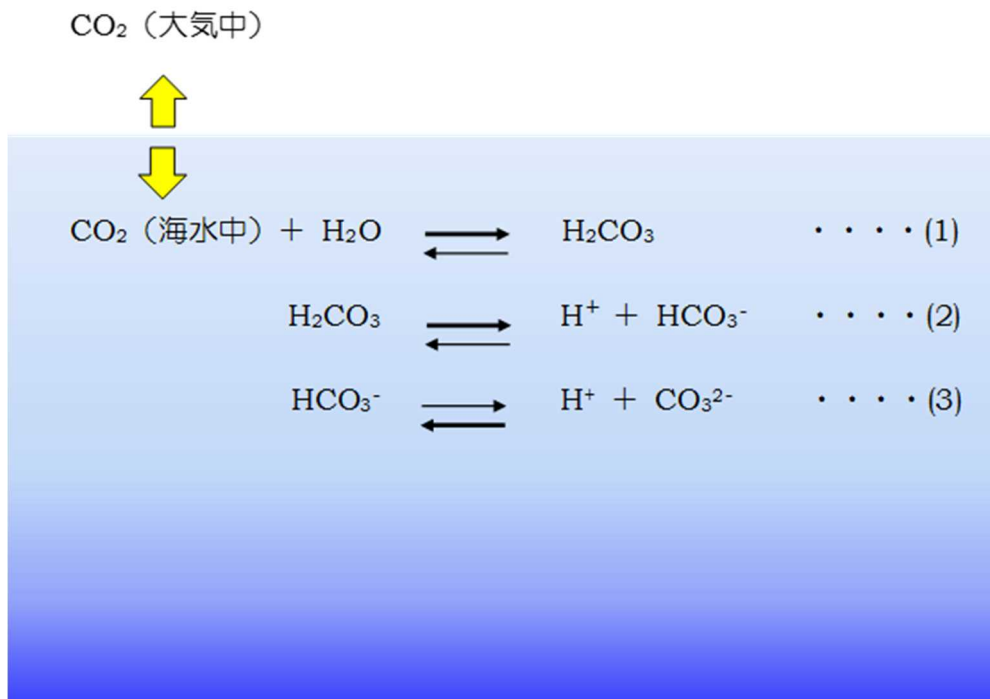 CO₂（大気中）
CO₂（海水中）＋ H₂O ⇄ H₂CO₃ ・・・・(1)
H₂CO₃ ⇄ H⁺ ＋ HCO₃⁻ ・・・・(2)
HCO₃⁻ ⇄ H⁺ ＋ CO₃²⁻ ・・・・(3)